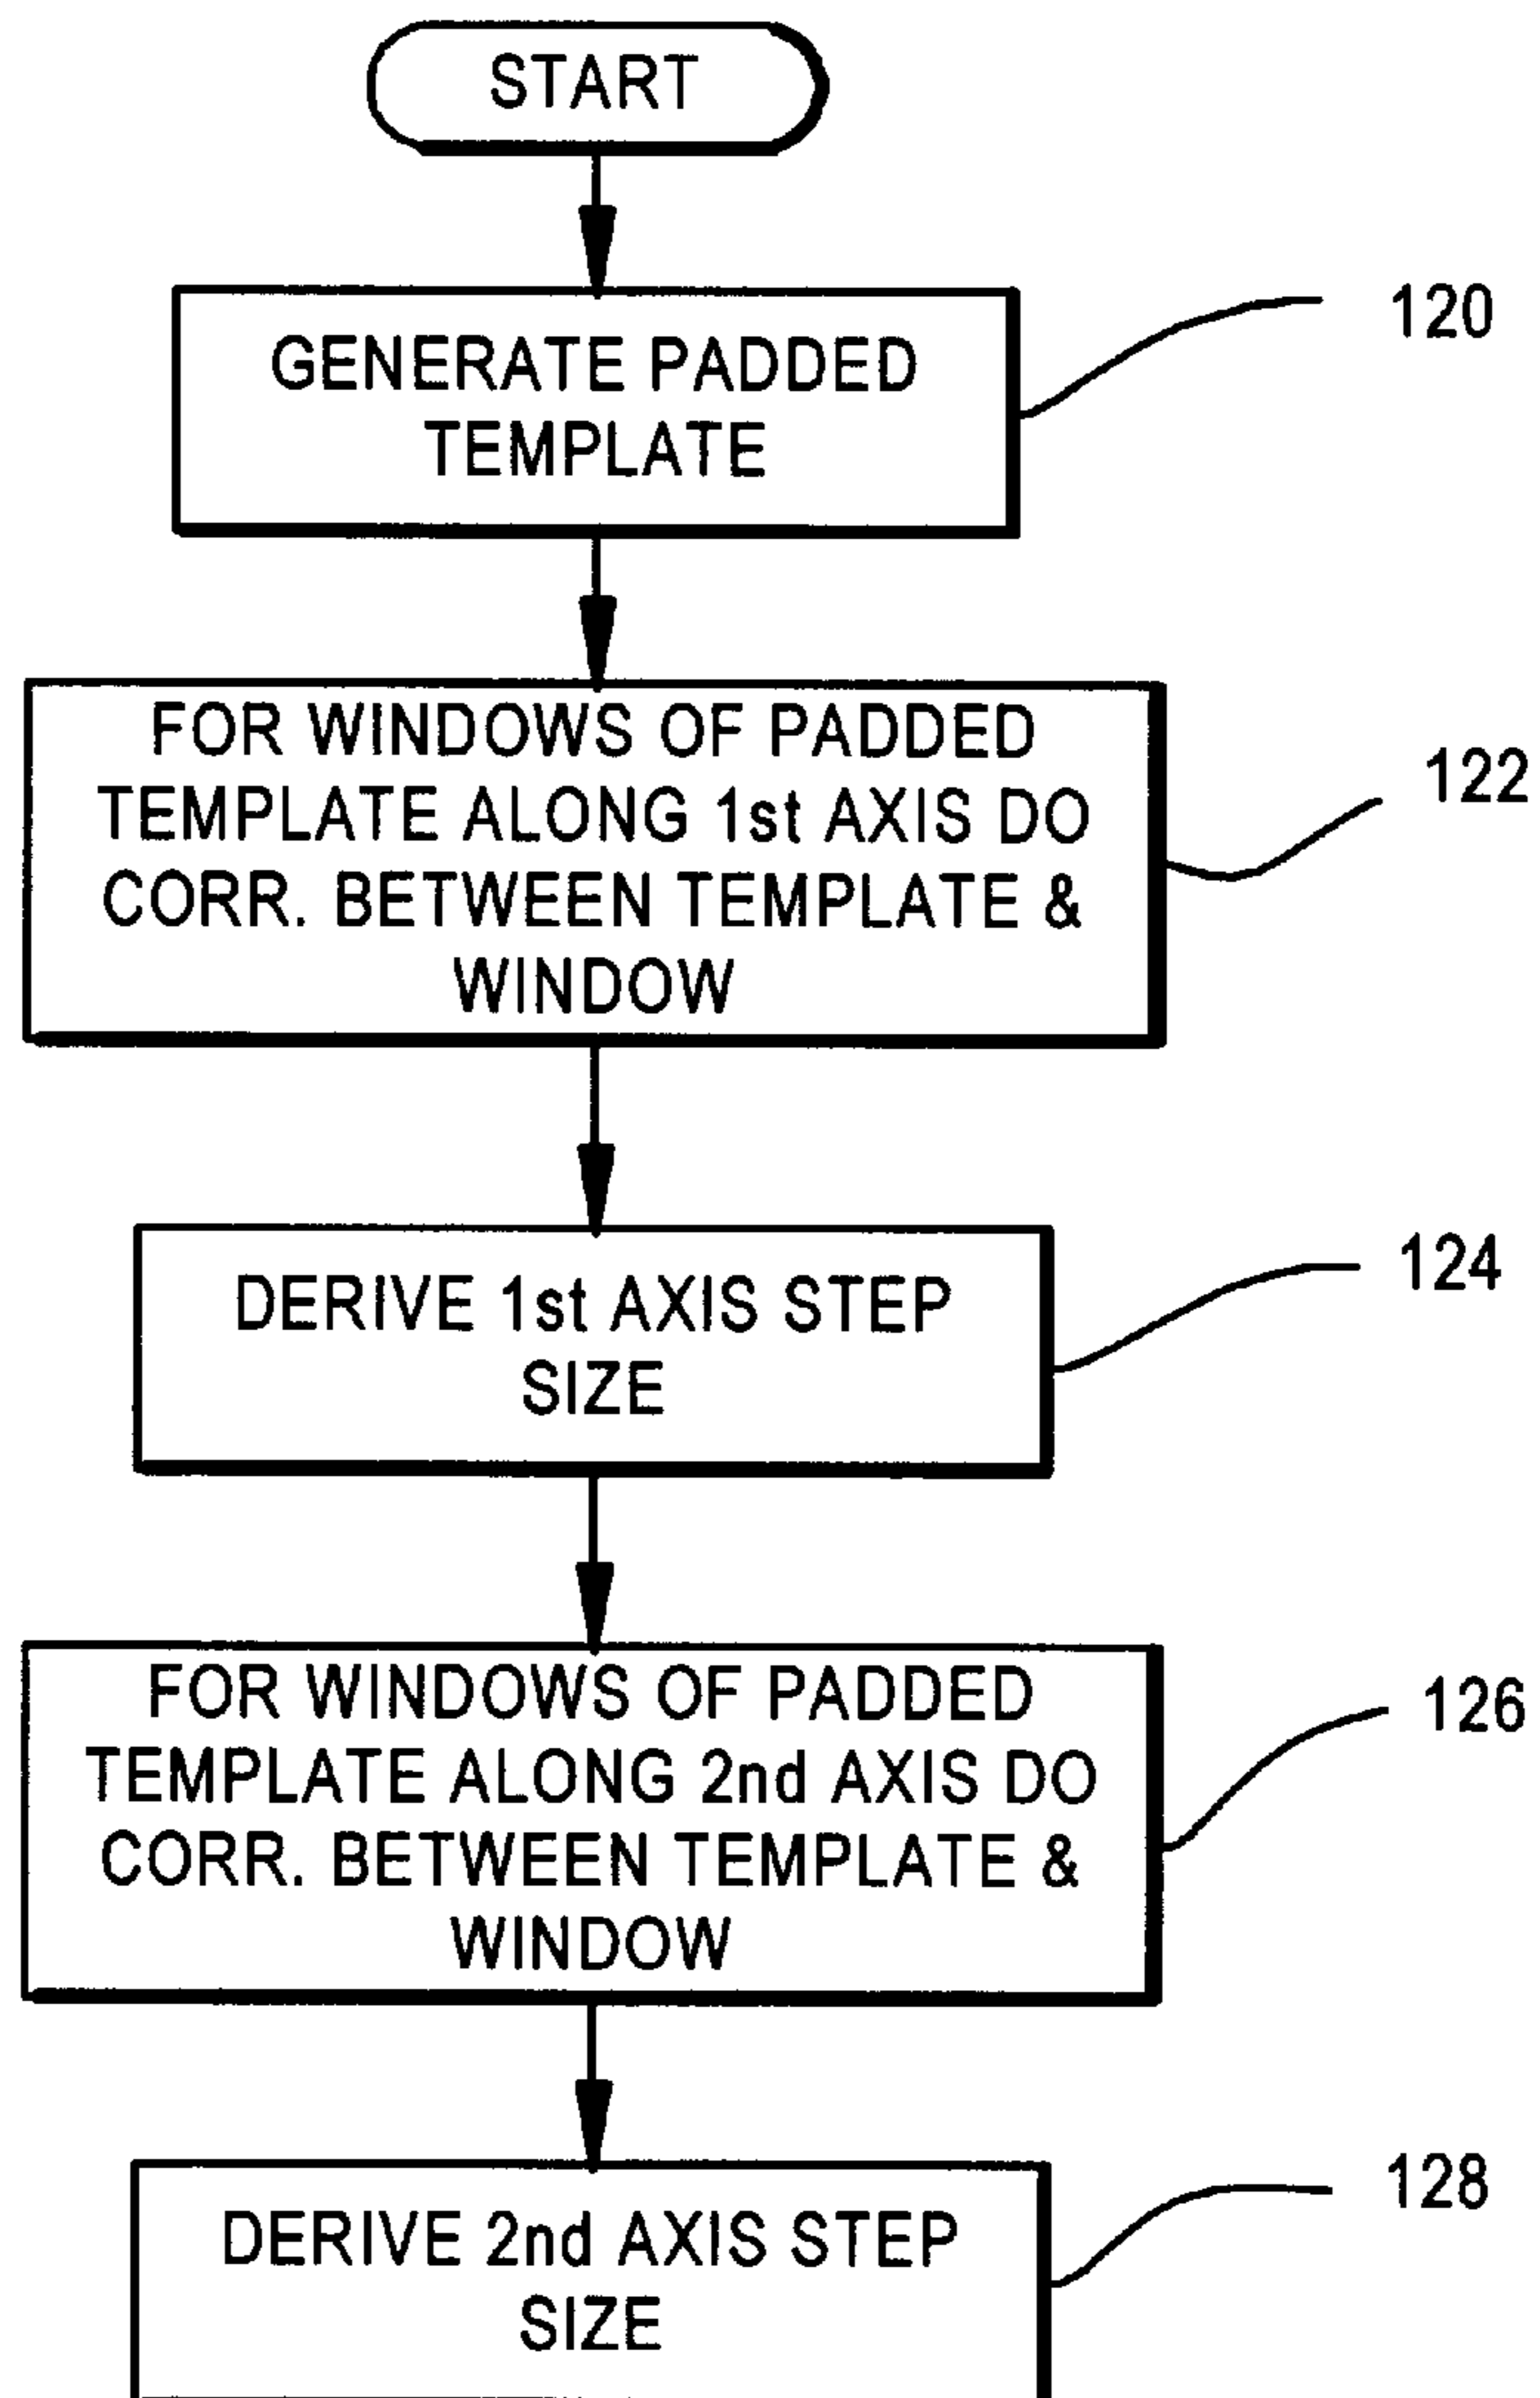 START
GENERATE PADDED
TEMPLATE
120
FOR WINDOWS OF PADDED
TEMPLATE ALONG 1st AXIS DO
CORR. BETWEEN TEMPLATE &
WINDOW
122
DERIVE 1st AXIS STEP
SIZE
124
FOR WINDOWS OF PADDED
TEMPLATE ALONG 2nd AXIS DO
CORR. BETWEEN TEMPLATE &
WINDOW
126
DERIVE 2nd AXIS STEP
SIZE
128